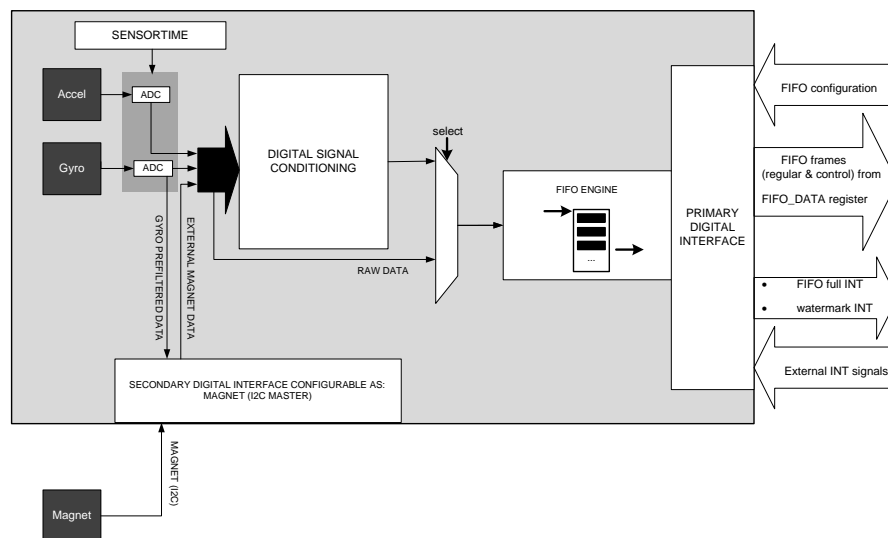 SENSORTIME
Accel
ADC
Gyro
ADC
DIGITAL SIGNAL
CONDITIONING
select
FIFO ENGINE
...
PRIMARY
DIGITAL
INTERFACE
FIFO configuration
FIFO frames
(regular & control) from
FIFO_DATA register
• FIFO full INT
• watermark INT
External INT signals
RAW DATA
GYRO PREFILTERED DATA
EXTERNAL MAGNET DATA
SECONDARY DIGITAL INTERFACE CONFIGURABLE AS:
MAGNET (I2C MASTER)
MAGNET
(I2C)
Magnet